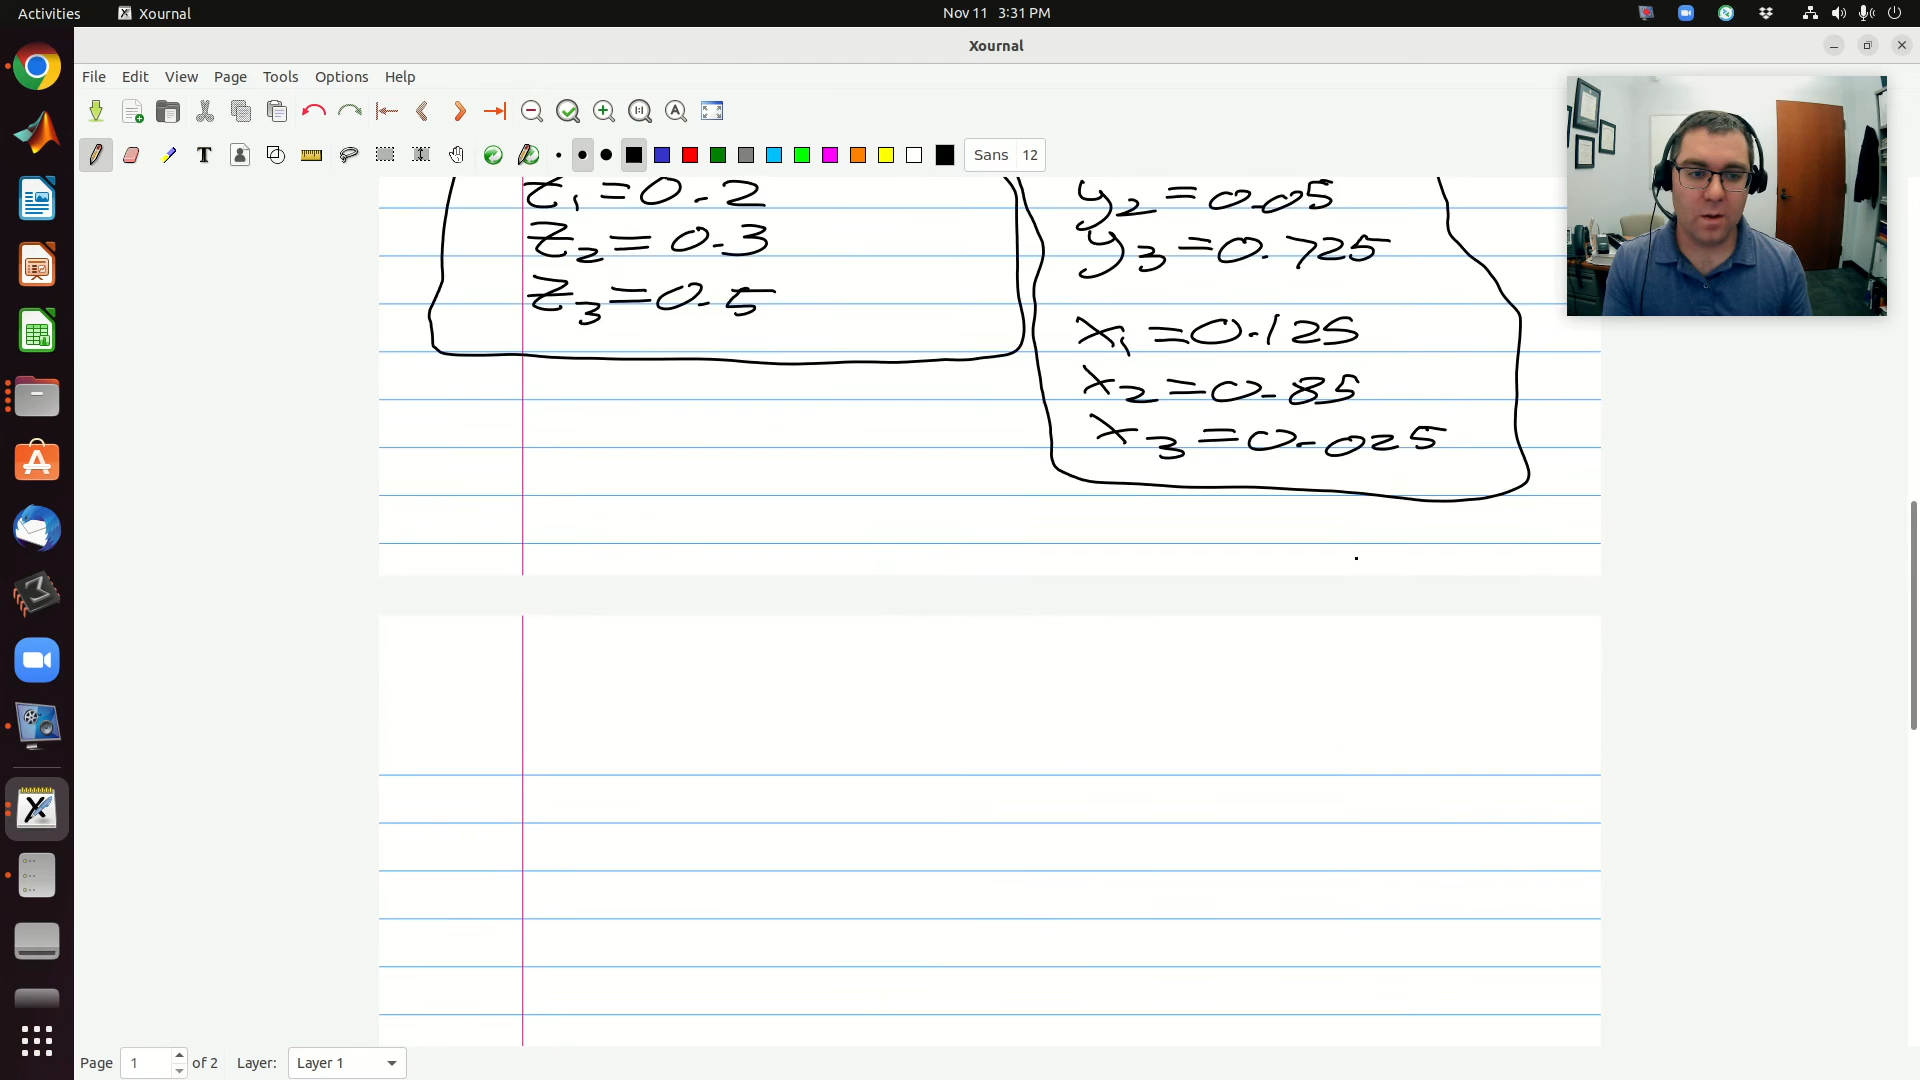 Activities
Xournal
Nov 11 3:31 PM
Xournal
File Edit View Page Tools Options Help
Sans 12
z₁ = 0.2
z₂ = 0.3
z₃ = 0.5
y₂ = 0.05
y₃ = 0.725
x₁ = 0.125
x₂ = 0.85
x₃ = 0.025
Page 1 of 2 Layer: Layer 1